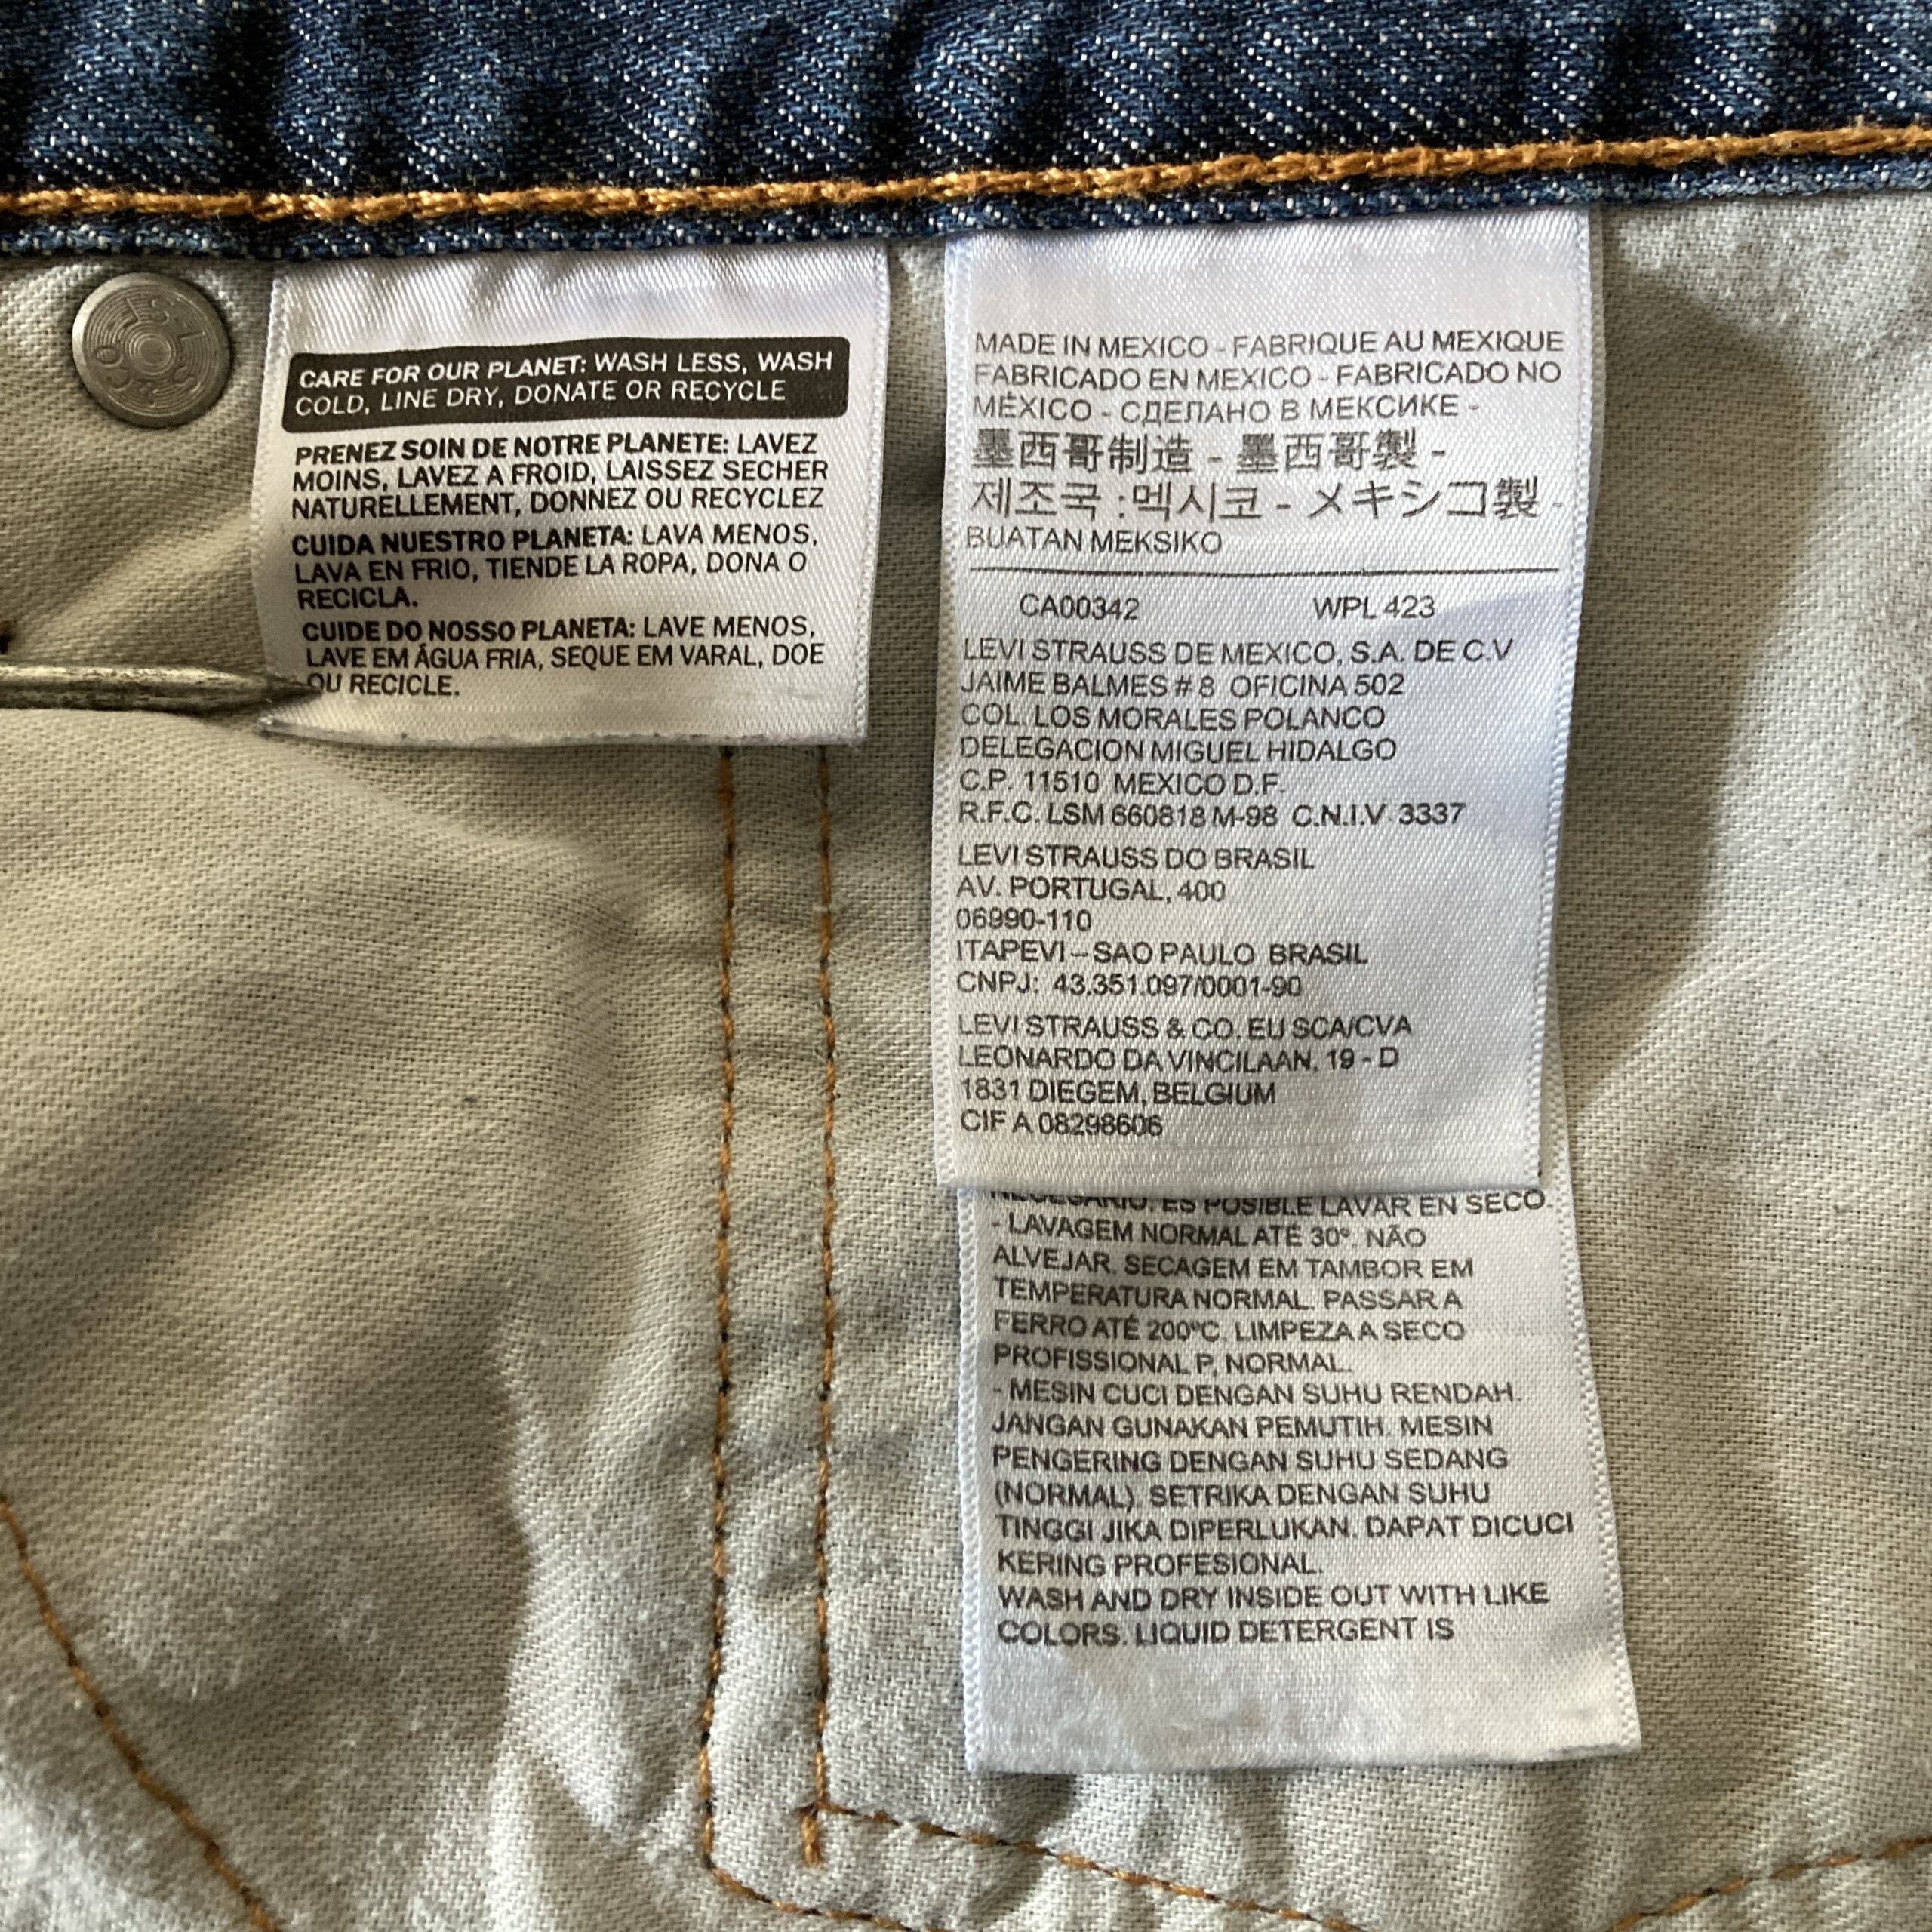 CARE FOR OUR PLANET: WASH LESS, WASH
COLD, LINE DRY, DONATE OR RECYCLE
PRENEZ SOIN DE NOTRE PLANETE: LAVEZ
MOINS, LAVEZ A FROID, LAISSEZ SECHER
NATURELLEMENT, DONNEZ OU RECYCLEZ
CUIDA NUESTRO PLANETA: LAVA MENOS,
LAVA EN FRIO, TIENDE LA ROPA, DONA O
RECICLA.
CUIDE DO NOSSO PLANETA: LAVE MENOS,
LAVE EM ÁGUA FRIA, SEQUE EM VARAL, DOE
OU RECICLE.
MADE IN MEXICO - FABRIQUE AU MEXIQUE
FABRICADO EN MEXICO - FABRICADO NO
MÉXICO - СДЕЛАНО В МЕКСИКЕ -
墨西哥制造 - 墨西哥製 -
제조국 :멕시코 - メキシコ製 -
BUATAN MEKSIKO
CA00342 WPL 423
LEVI STRAUSS DE MEXICO, S.A. DE C.V
JAIME BALMES # 8 OFICINA 502
COL. LOS MORALES POLANCO
DELEGACION MIGUEL HIDALGO
C.P. 11510 MEXICO D.F.
R.F.C. LSM 660818 M-98 C.N.I.V 3337
LEVI STRAUSS DO BRASIL
AV. PORTUGAL, 400
06990-110
ITAPEVI – SAO PAULO BRASIL
CNPJ: 43.351.097/0001-90
LEVI STRAUSS & CO. EU SCA/CVA
LEONARDO DA VINCILAAN, 19 - D
1831 DIEGEM, BELGIUM
CIF A 08298606
NECESARIO. ES POSIBLE LAVAR EN SECO
- LAVAGEM NORMAL ATÉ 30º. NÃO
ALVEJAR. SECAGEM EM TAMBOR EM
TEMPERATURA NORMAL. PASSAR A
FERRO ATÉ 200ºC. LIMPEZA A SECO
PROFISSIONAL P, NORMAL.
- MESIN CUCI DENGAN SUHU RENDAH.
JANGAN GUNAKAN PEMUTIH. MESIN
PENGERING DENGAN SUHU SEDANG
(NORMAL). SETRIKA DENGAN SUHU
TINGGI JIKA DIPERLUKAN. DAPAT DICUCI
KERING PROFESIONAL.
WASH AND DRY INSIDE OUT WITH LIKE
COLORS. LIQUID DETERGENT IS